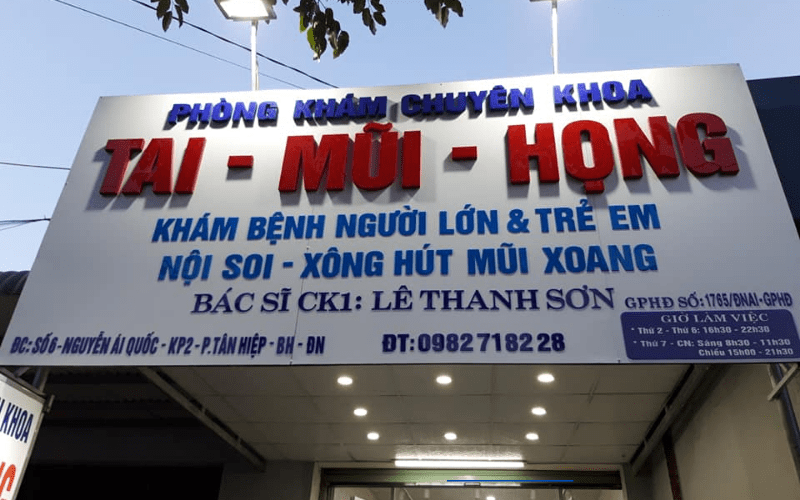 PHÒNG KHÁM CHUYÊN KHOA
TAI - MŨI - HỌNG
KHÁM BỆNH NGƯỜI LỚN & TRẺ EM
NỘI SOI - XÔNG HÚT MŨI XOANG
BÁC SĨ CK1: LÊ THANH SƠN
GPHĐ SỐ: 1765/ĐNAI-GPHĐ
GIỜ LÀM VIỆC
* Thứ 2 - Thứ 6: 16h30 - 22h30
* Thứ 7 - CN: Sáng 8h30 - 11h30
Chiều 15h00 - 21h30
ĐC: SỐ 6 - NGUYỄN ÁI QUỐC - KP2 - P.TÂN HIỆP - BH - ĐN
ĐT: 0982 7182 28
KHOA